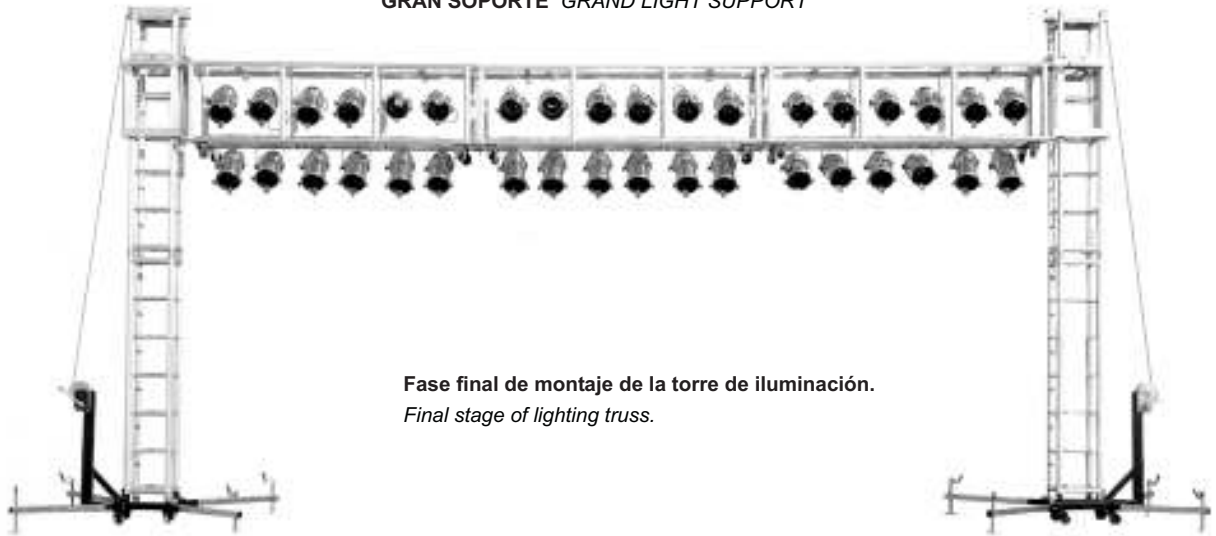 GRAN SOPORTE GRAND LIGHT SUPPORT
Fase final de montaje de la torre de iluminación.
Final stage of lighting truss.